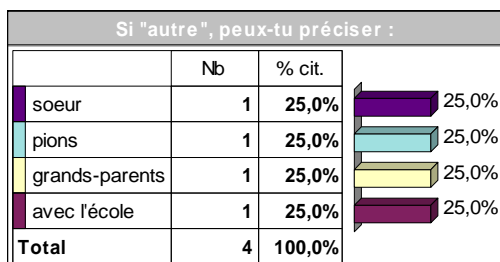 Si "autre", peux-tu préciser :
Nb % cit.
soeur 1 25,0% 25,0%
pions 1 25,0% 25,0%
grands-parents 1 25,0% 25,0%
avec l'école 1 25,0% 25,0%
Total 4 100,0%